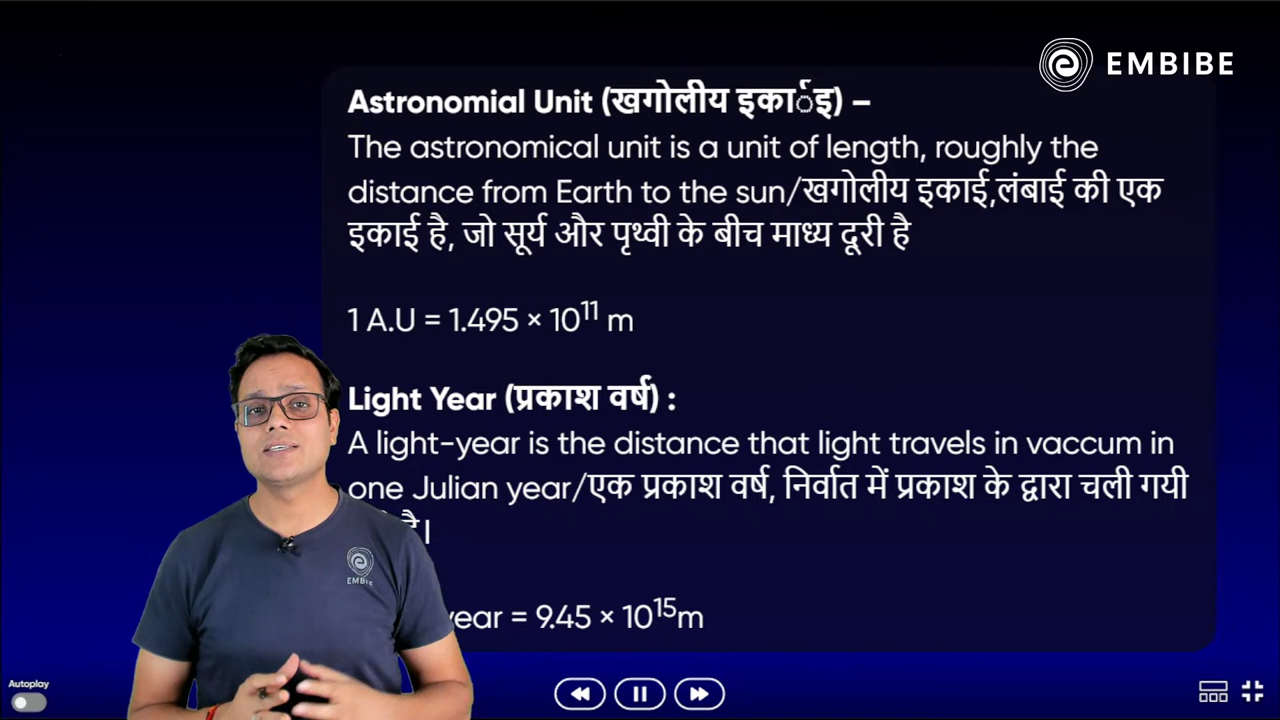 EMBIBE
Astronomial Unit (खगोलीय इकार्इ) –
The astronomical unit is a unit of length, roughly the
distance from Earth to the sun/खगोलीय इकाई,लंबाई की एक
इकाई है, जो सूर्य और पृथ्वी के बीच माध्य दूरी है
1 A.U = 1.495 × 10¹¹ m
Light Year (प्रकाश वर्ष) :
A light-year is the distance that light travels in vaccum in
one Julian year/एक प्रकाश वर्ष, निर्वात में प्रकाश के द्वारा चली गयी
है।
year = 9.45 × 10¹⁵m
EMBIBE
Autoplay